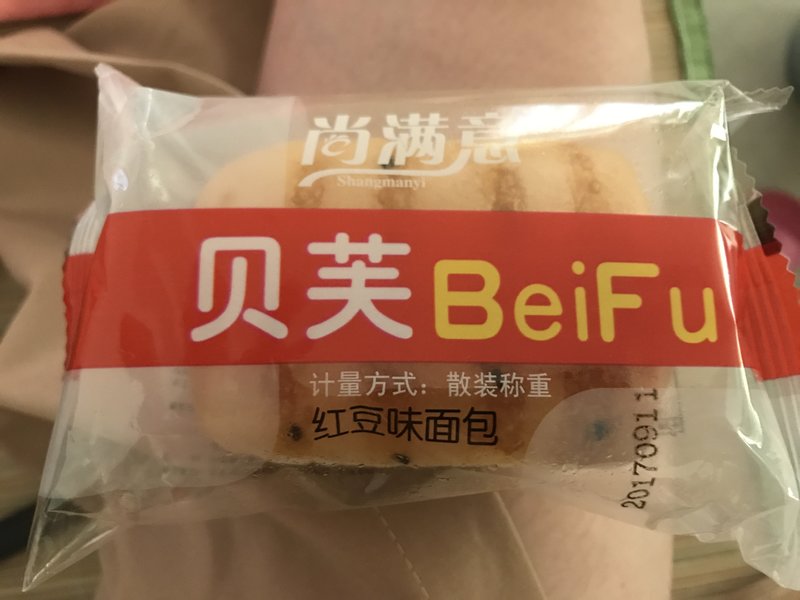 尚满意
Shangmanyi
贝芙BeiFu
计量方式：散装称重
红豆味面包
20170911